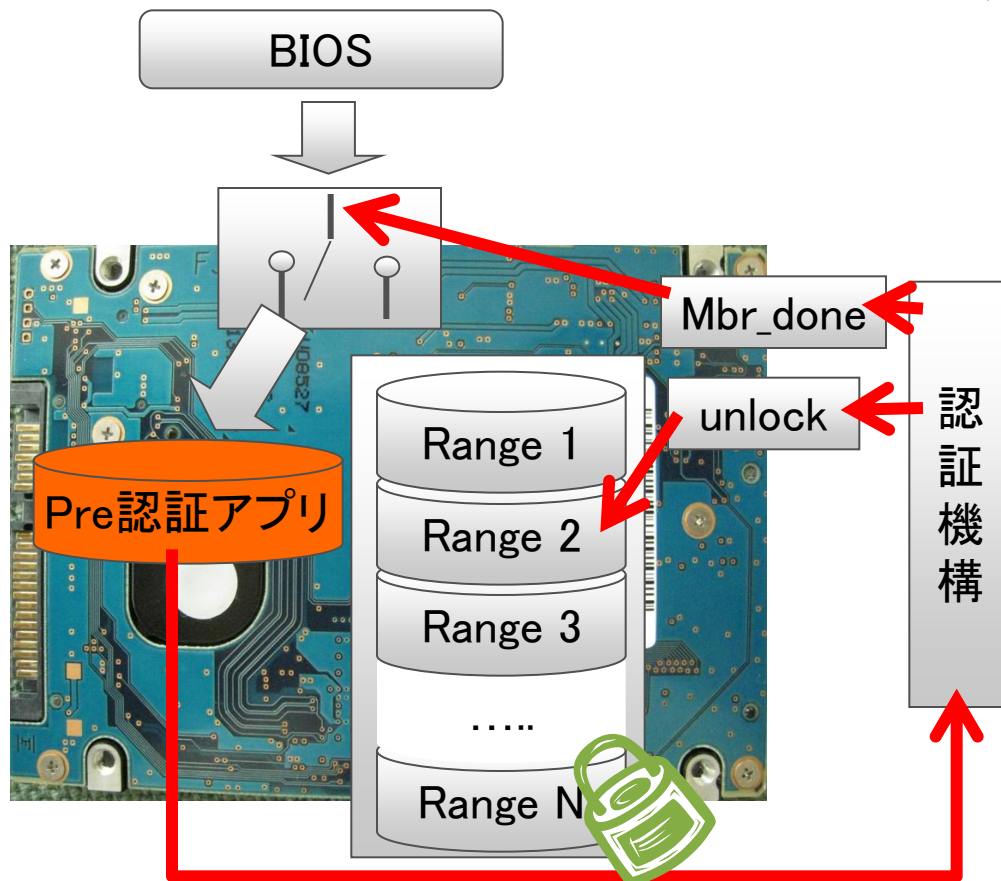 BIOS
Mbr_done
unlock
認証機構
Pre認証アプリ
Range 1
Range 2
Range 3
.....
Range N